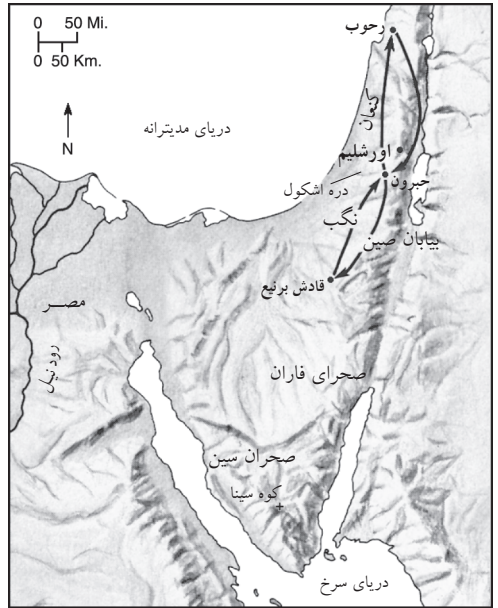 0 50 Mi.
0 50 Km.
N
رحوب
دریای مدیترانه
کنعان
اورشلیم
حبرون
دره اشکول
نگب
بیابان صین
قادش برنیع
مصر
رود نیل
صحرای فاران
صحران سین
کوه سینا
دریای سرخ